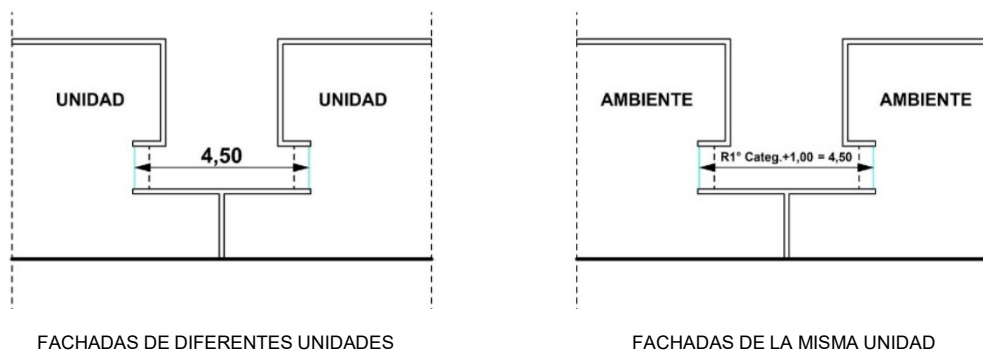 UNIDAD UNIDAD
4,50
FACHADAS DE DIFERENTES UNIDADES
AMBIENTE AMBIENTE
R1° Categ.+1,00 = 4,50
FACHADAS DE LA MISMA UNIDAD